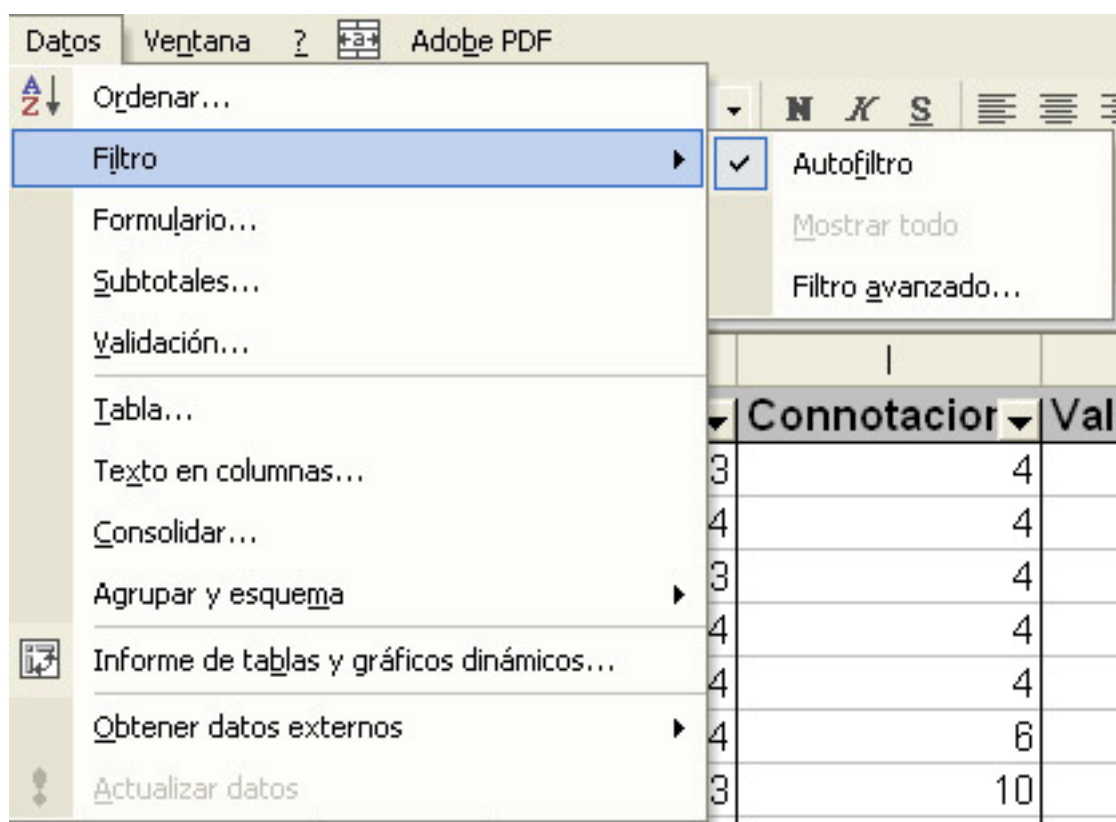 Datos Ventana ? Adobe PDF
Ordenar...
N K S
Filtro
Autofiltro
Formulario...
Mostrar todo
Subtotales...
Filtro avanzado...
Validación...
I
Tabla...
Connotacion Val
3 4
Texto en columnas...
4 4
Consolidar...
3 4
Agrupar y esquema
4 4
Informe de tablas y gráficos dinámicos...
4 4
Obtener datos externos
4 6
Actualizar datos
3 10